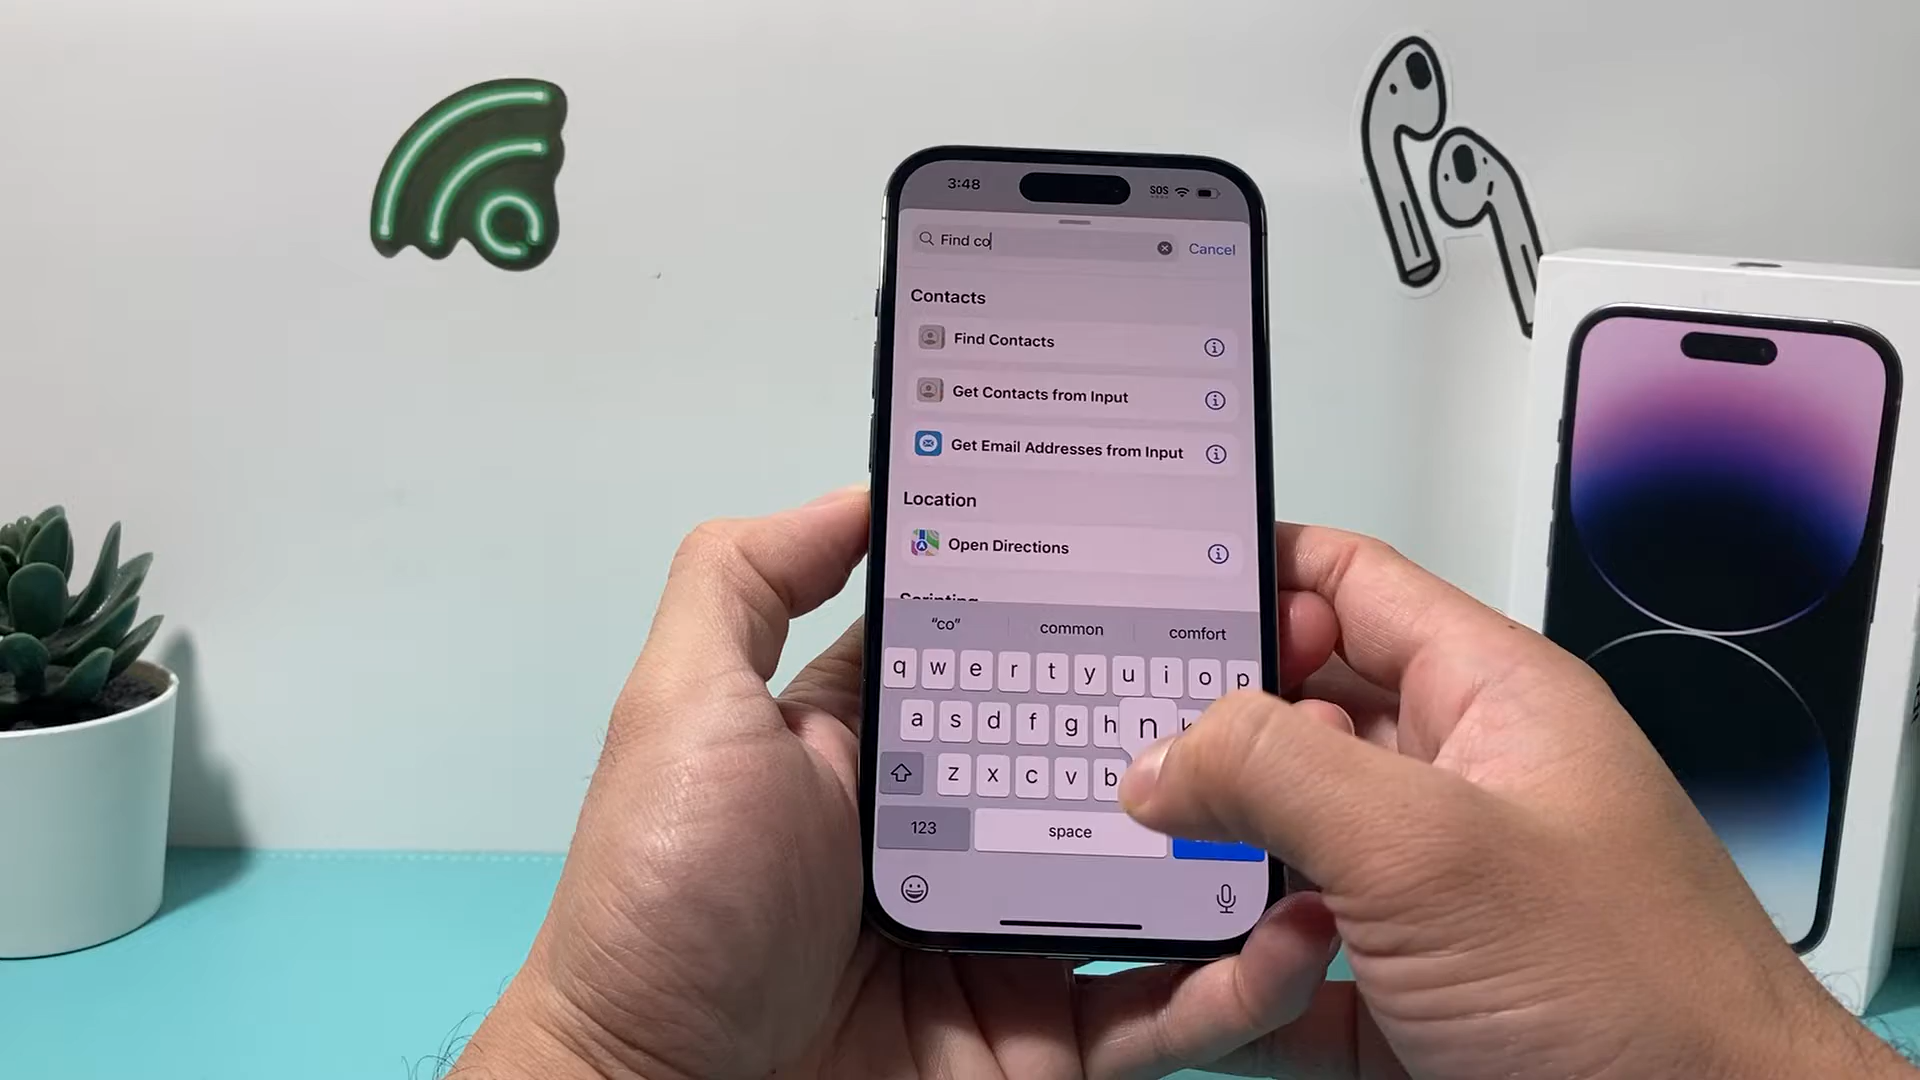 3:48
SOS
Find co
Cancel
Contacts
Find Contacts
Get Contacts from Input
Get Email Addresses from Input
Location
Open Directions
Scripting
“co” common comfort
q w e r t y u i o p
a s d f g h n
z x c v b
123 space